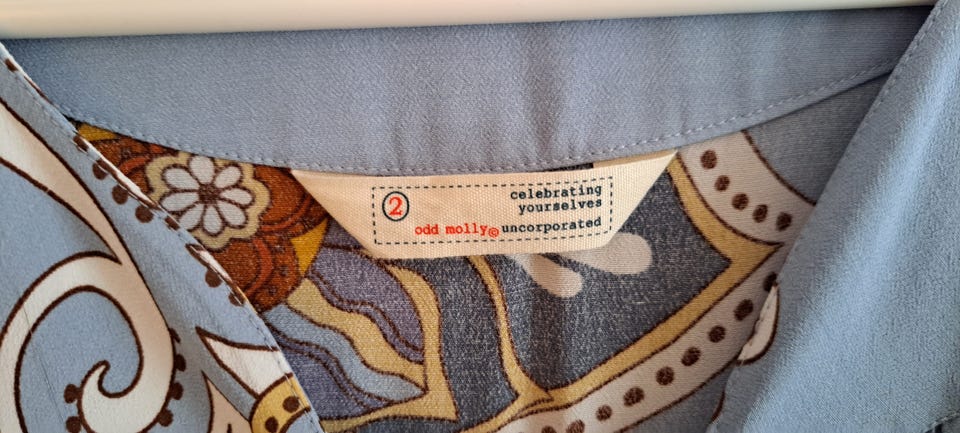 2
celebrating
yourselves
odd molly© uncorporated